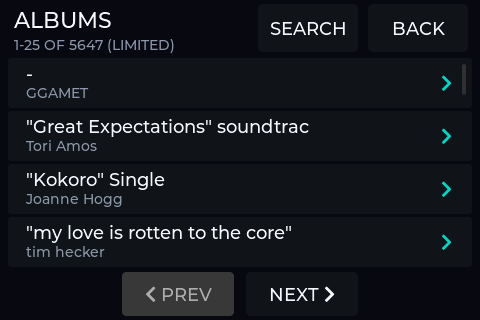 ALBUMS
1-25 OF 5647 (LIMITED)
SEARCH
BACK
-
GGAMET
"Great Expectations" soundtrac
Tori Amos
"Kokoro" Single
Joanne Hogg
"my love is rotten to the core"
tim hecker
PREV
NEXT